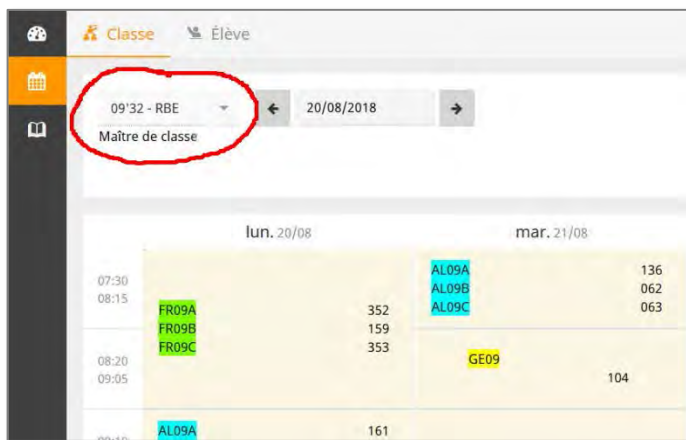 Classe Élève
09'32 - RBE 20/08/2018
Maître de classe
lun. 20/08 mar. 21/08
07:30
08:15
FR09A 352
FR09B 159
FR09C 353
AL09A 136
AL09B 062
AL09C 063
08:20
09:05
GE09
104
AL09A 161